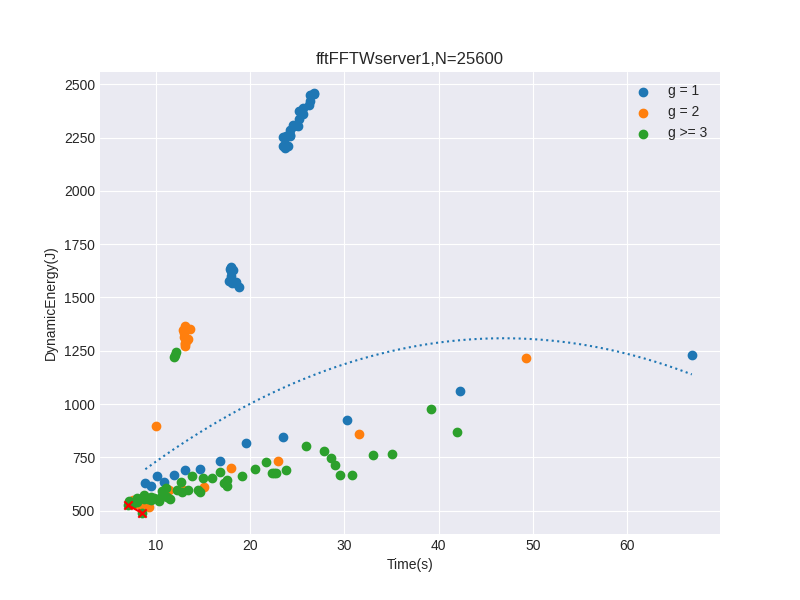 fftFFTWserver1,N=25600
g = 1
g = 2
g >= 3
DynamicEnergy(J)
2500
2250
2000
1750
1500
1250
1000
750
500
10 20 30 40 50 60
Time(s)